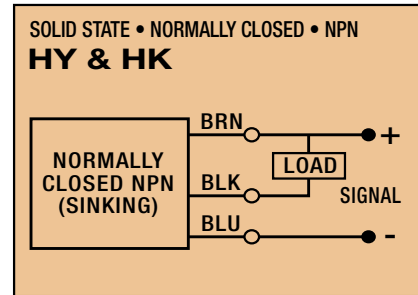 SOLID STATE • NORMALLY CLOSED • NPN
HY & HK
BRN
+
NORMALLY
CLOSED NPN
(SINKING)
LOAD
BLK
SIGNAL
BLU
-